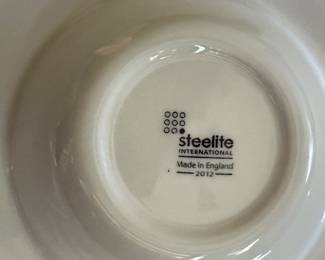 steelite
INTERNATIONAL
Made in England
2012